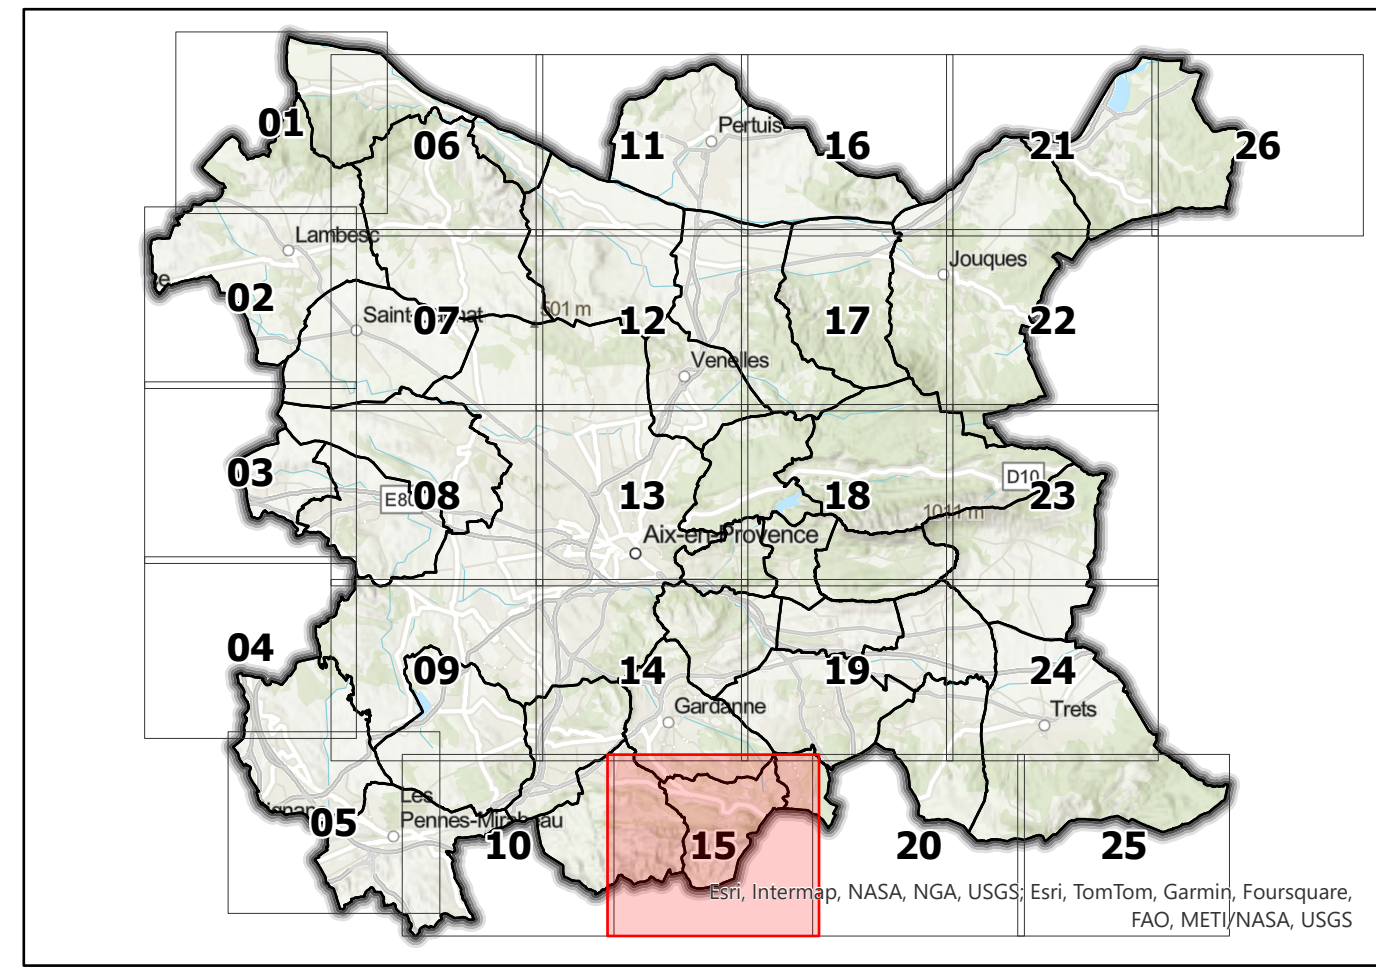 01
06
11
Pertuis
16
21
26
Lambesc
02
07
501 m
12
17
Jouques
22
Venelles
03
E80
08
13
18
D10
23
1011 m
Aix-en-Provence
04
09
14
19
24
Gardanne
Trets
05
Les
Pennes-Mirabeau
10
15
20
25
Esri, Intermap, NASA, NGA, USGS; Esri, TomTom, Garmin, Foursquare,
FAO, METI/NASA, USGS